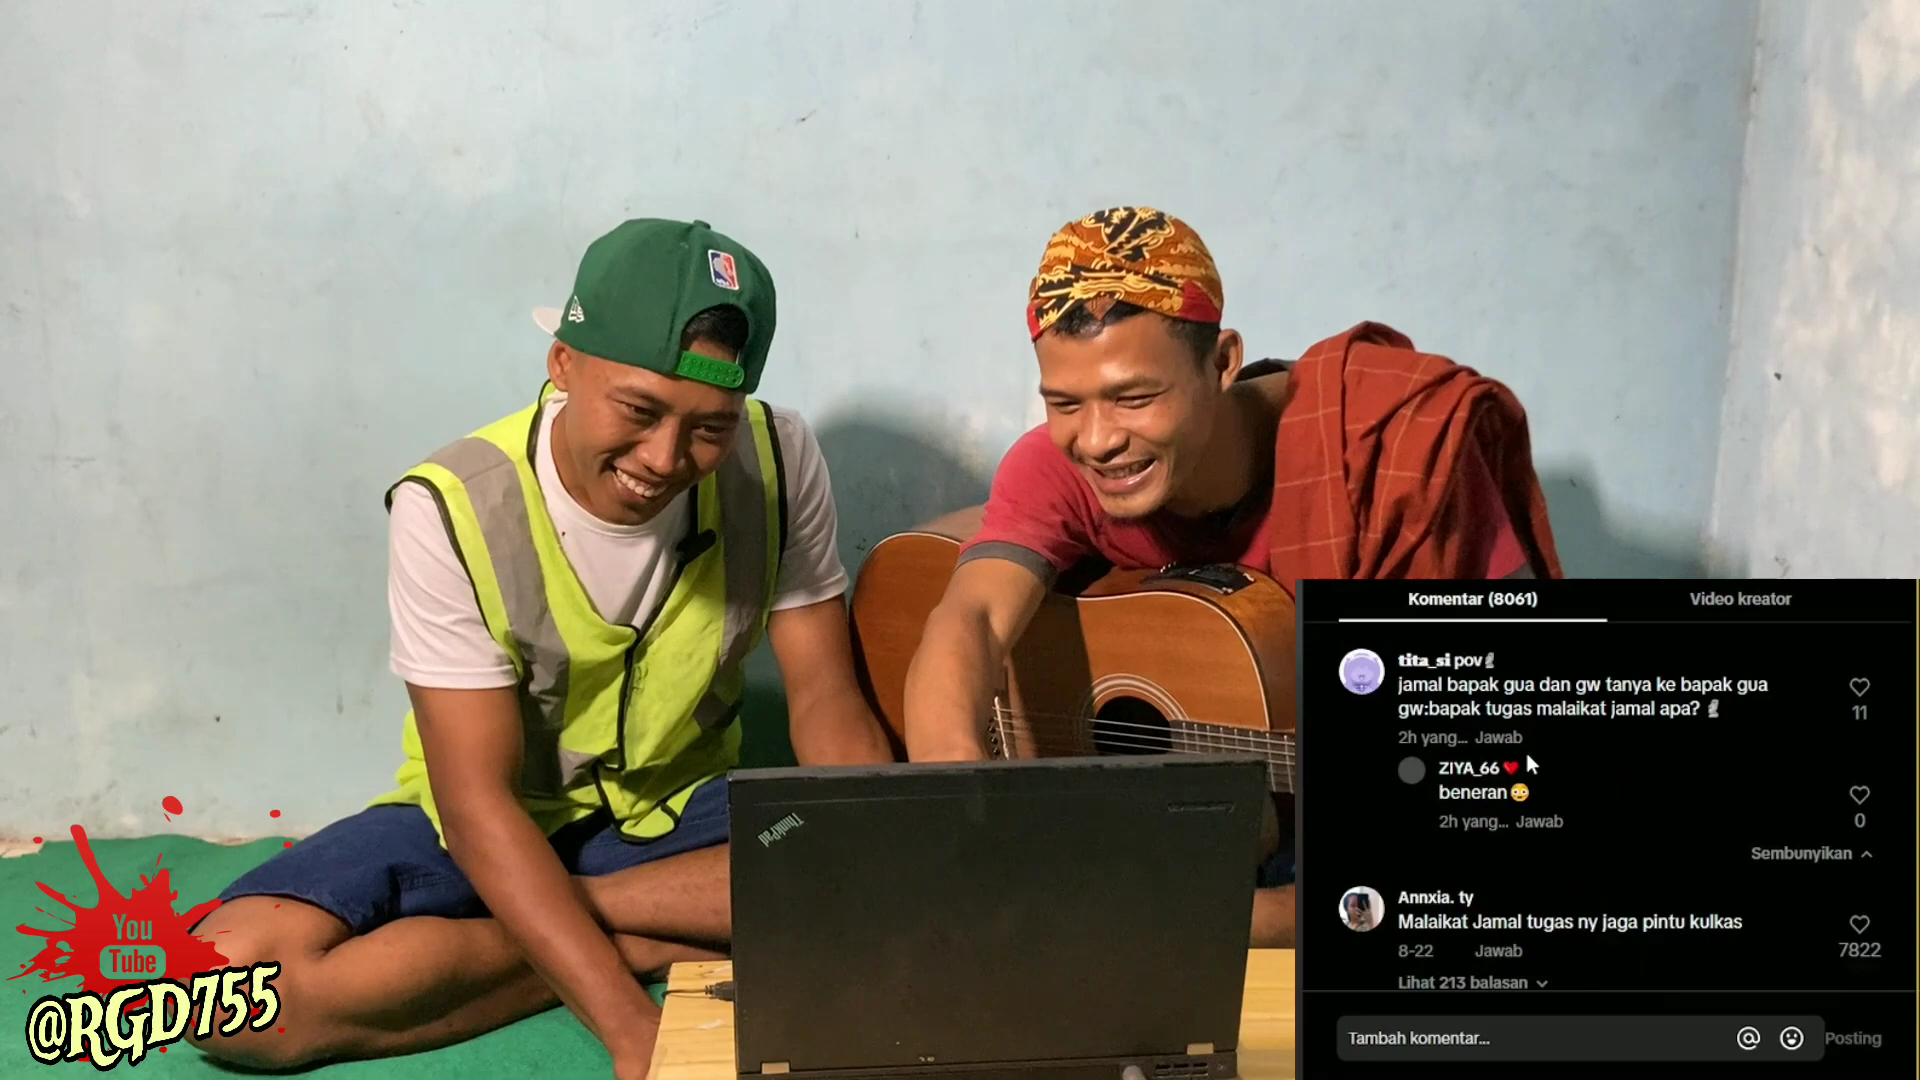 Komentar (8061)
Video kreator
tita_si pov✌
jamal bapak gua dan gw tanya ke bapak gua
gw:bapak tugas malaikat jamal apa? ✌
11
2h yang... Jawab
ZIYA_66❤
beneran😳
0
2h yang... Jawab
Sembunyikan
Annxia. ty
Malaikat Jamal tugas ny jaga pintu kulkas
7822
8-22 Jawab
Lihat 213 balasan
Tambah komentar...
@
Posting
ThinkPad
You
Tube
@RGD755